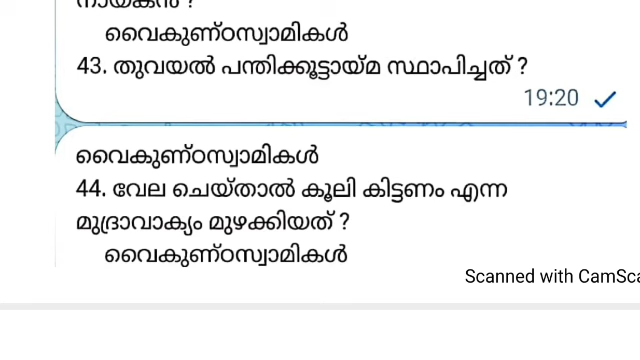 നായകൻ ?
വൈകുണ്ഠസ്വാമികൾ
43. തുവയൽ പന്തിക്കൂട്ടായ്മ സ്ഥാപിച്ചത് ?
19:20
വൈകുണ്ഠസ്വാമികൾ
44. വേല ചെയ്താൽ കൂലി കിട്ടണം എന്ന
മുദ്രാവാക്യം മുഴക്കിയത് ?
വൈകുണ്ഠസ്വാമികൾ
Scanned with CamSca